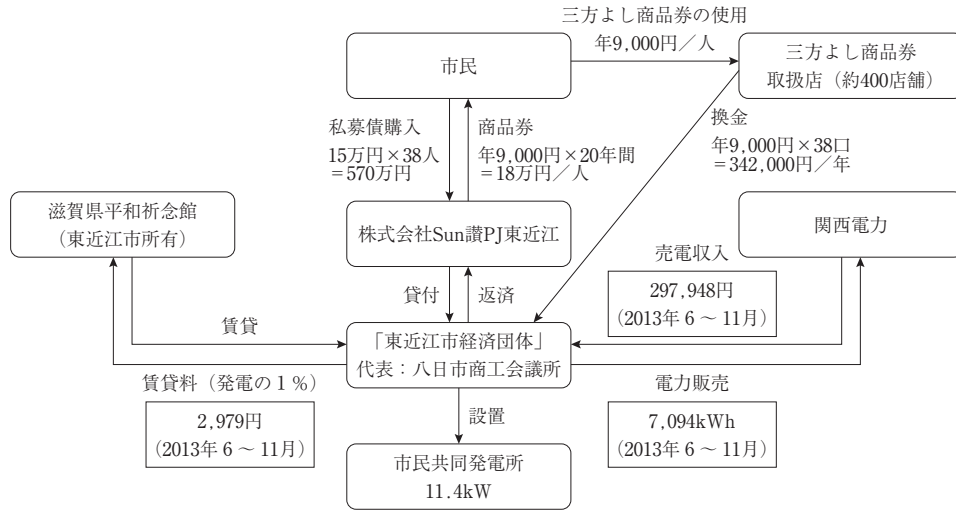 三方よし商品券の使用
年9,000円／人
市民
三方よし商品券
取扱店（約400店舗）
私募債購入
15万円×38人
＝570万円
商品券
年9,000円×20年間
＝18万円／人
換金
年9,000円×38口
＝342,000円／年
滋賀県平和祈念館
（東近江市所有）
株式会社Sun讃PJ東近江
関西電力
貸付
返済
売電収入
297,948円
（2013年６～11月）
賃貸
「東近江市経済団体」
代表：八日市商工会議所
賃貸料（発電の１％）
2,979円
（2013年６～11月）
設置
電力販売
7,094kWh
（2013年６～11月）
市民共同発電所
11.4kW